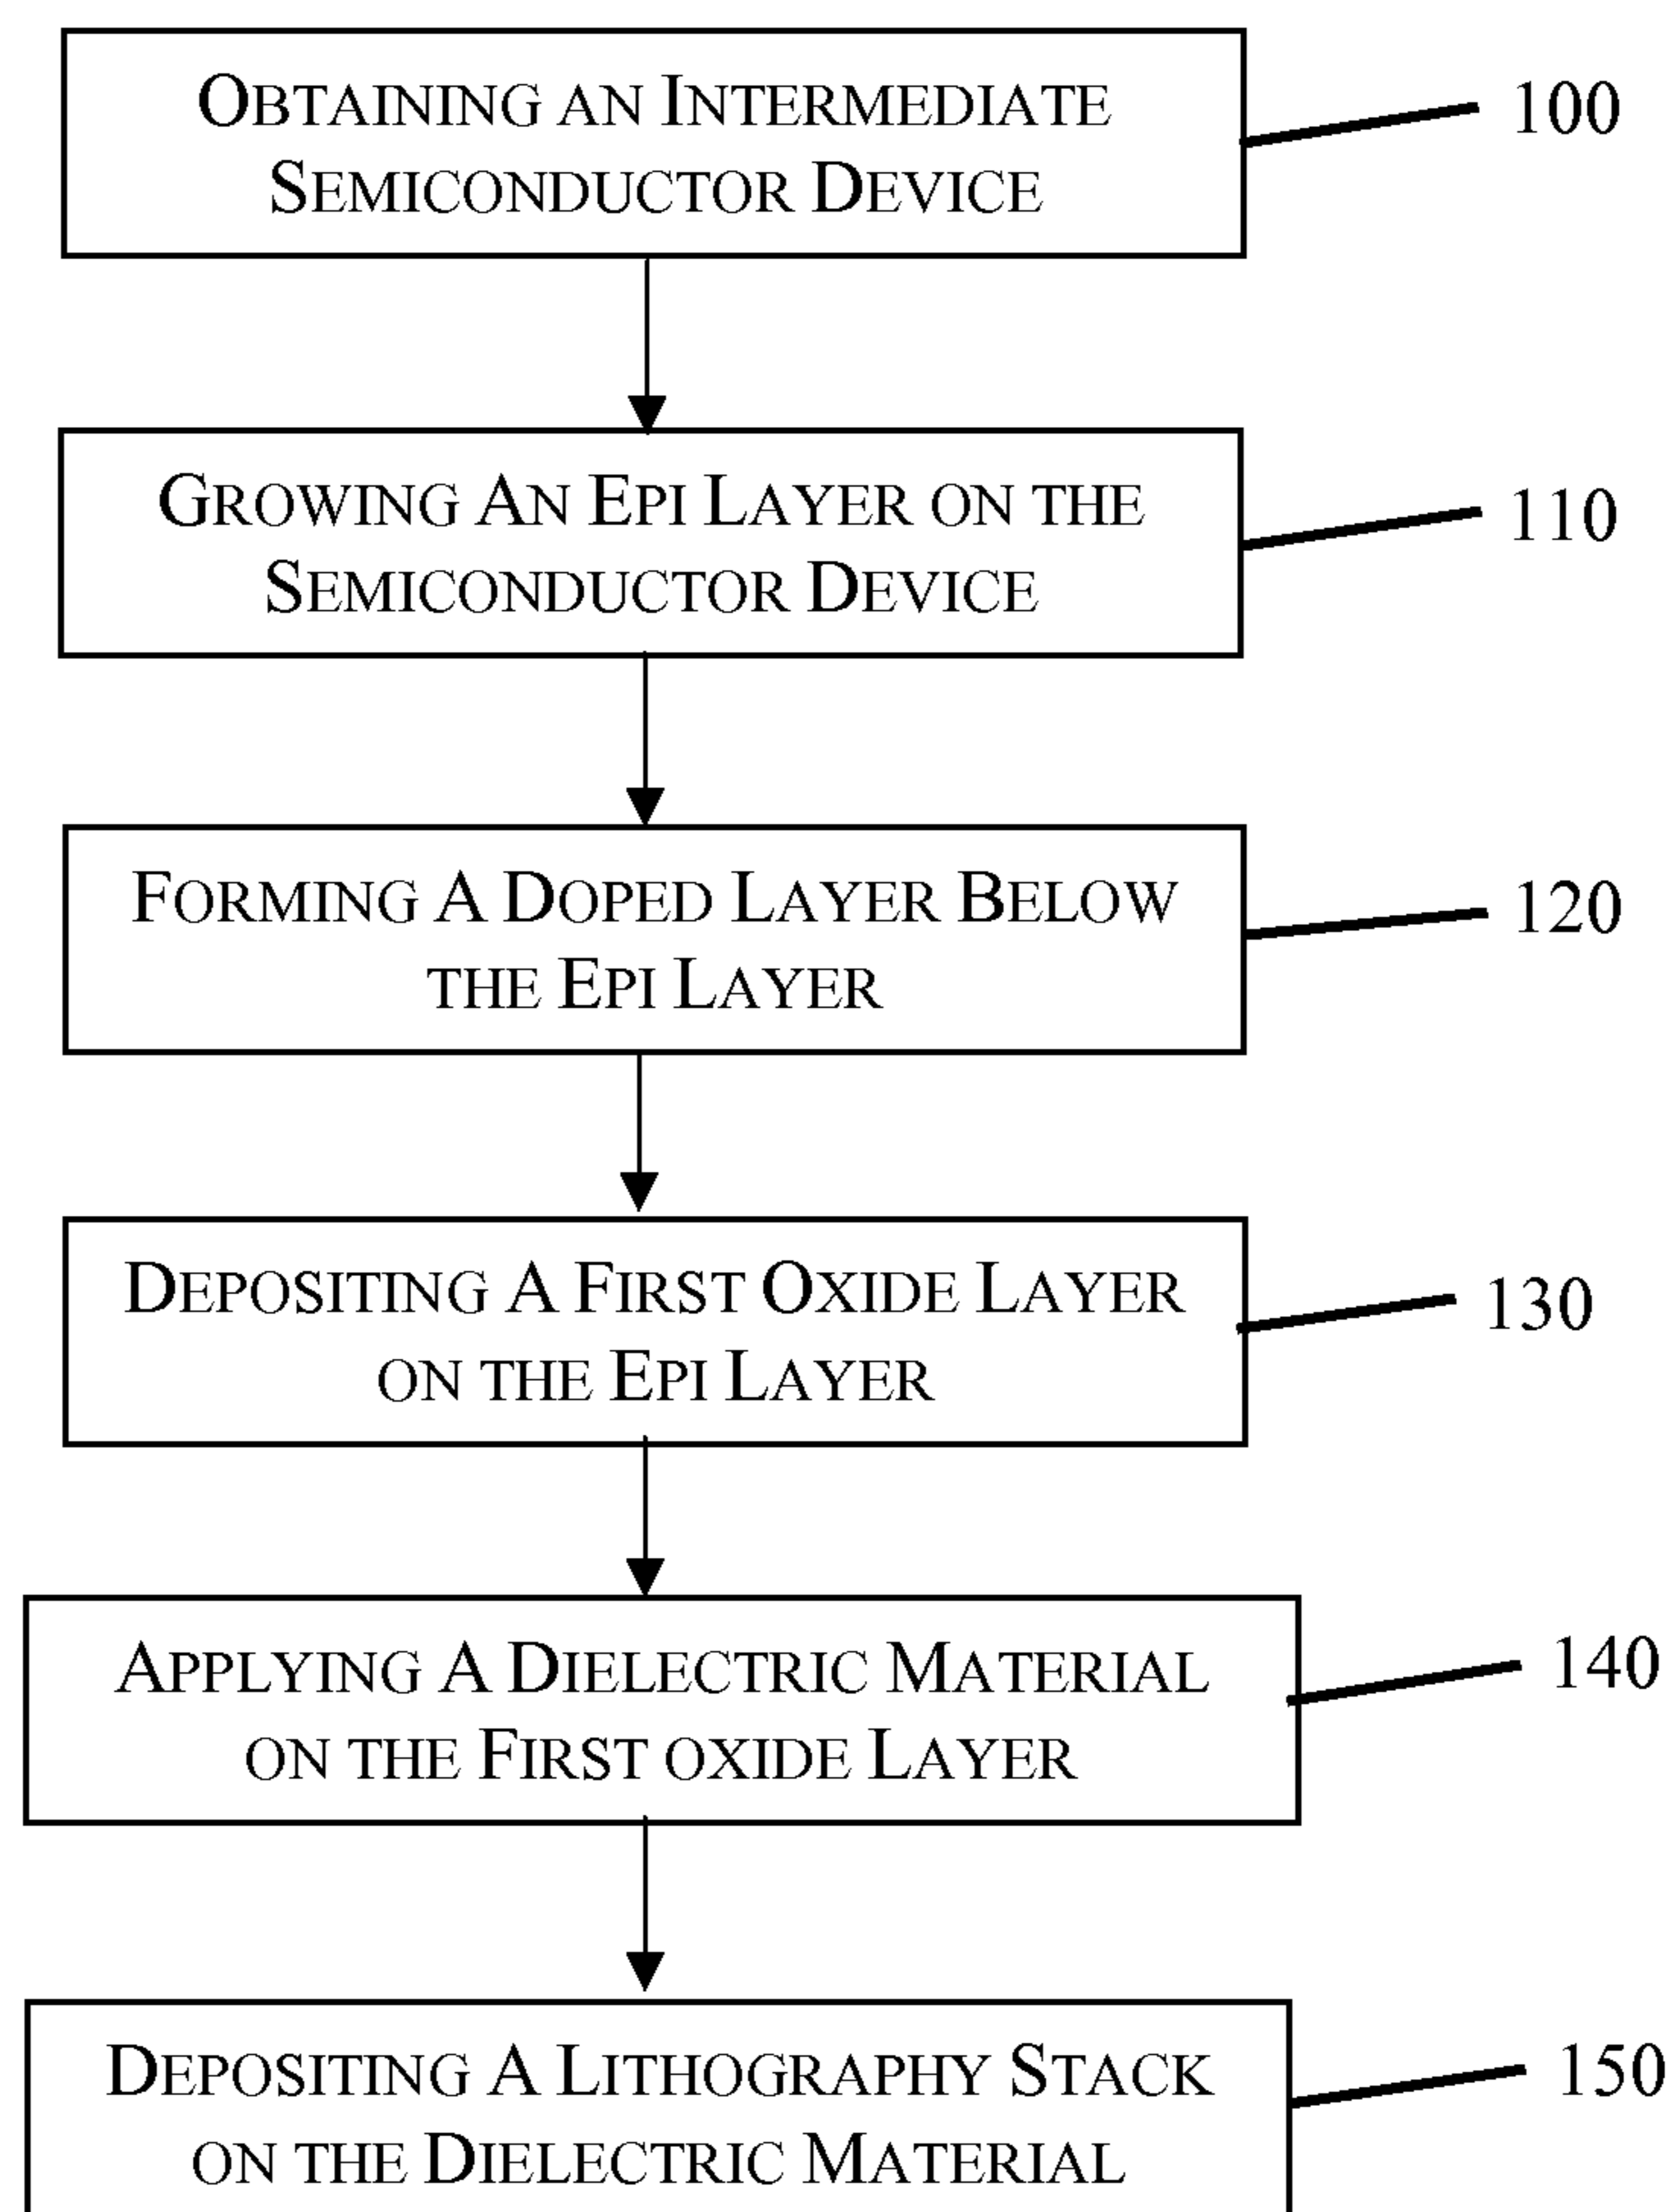 OBTAINING AN INTERMEDIATE
SEMICONDUCTOR DEVICE
100
GROWING AN EPI LAYER ON THE
SEMICONDUCTOR DEVICE
110
FORMING A DOPED LAYER BELOW
THE EPI LAYER
120
DEPOSITING A FIRST OXIDE LAYER
ON THE EPI LAYER
130
APPLYING A DIELECTRIC MATERIAL
ON THE FIRST OXIDE LAYER
140
DEPOSITING A LITHOGRAPHY STACK
ON THE DIELECTRIC MATERIAL
150